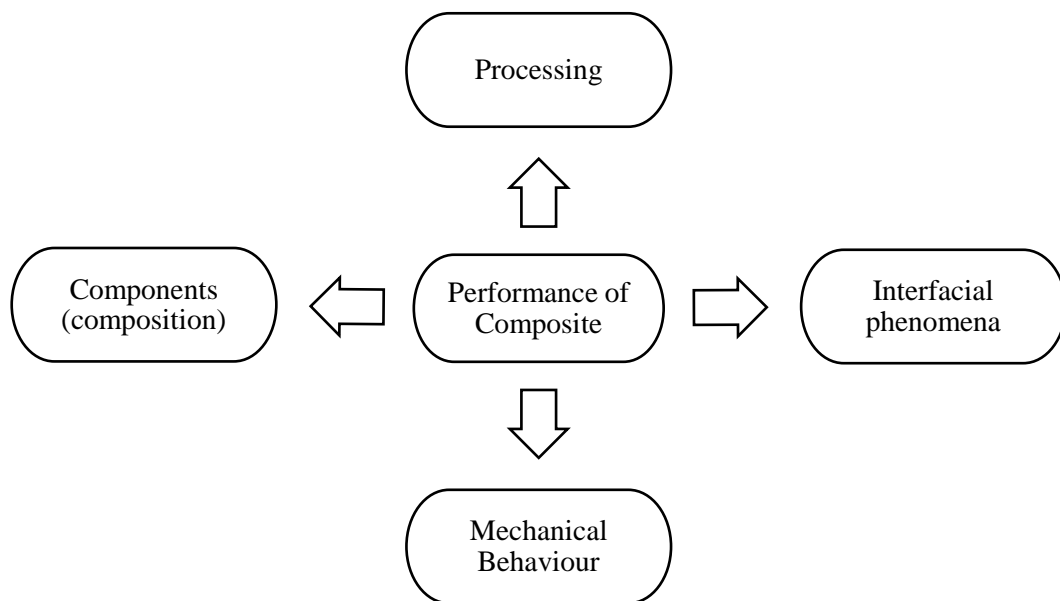 Processing
Components
(composition)
Performance of
Composite
Interfacial
phenomena
Mechanical
Behaviour